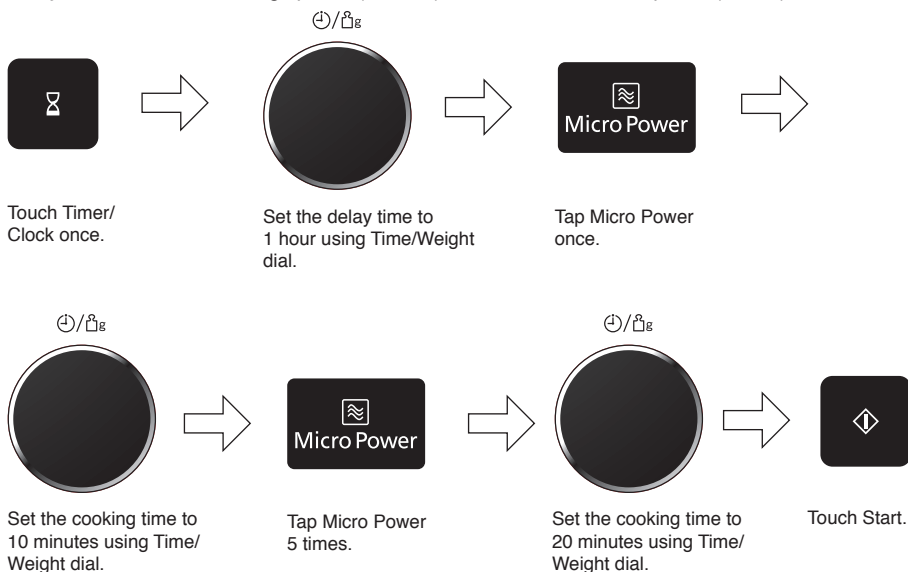 Touch Timer/
Clock once.
Set the delay time to
1 hour using Time/Weight
dial.
Micro Power
Tap Micro Power
once.
Set the cooking time to
10 minutes using Time/
Weight dial.
Micro Power
Tap Micro Power
5 times.
Set the cooking time to
20 minutes using Time/
Weight dial.
Touch Start.